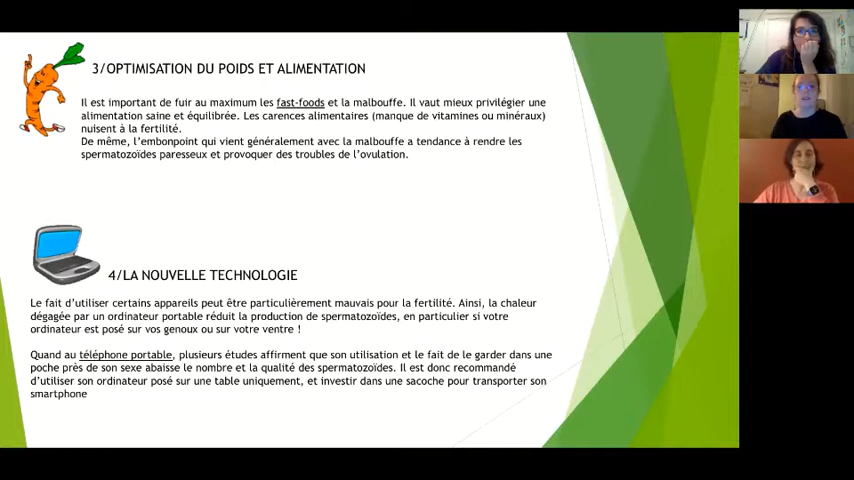 3/OPTIMISATION DU POIDS ET ALIMENTATION
Il est important de fuir au maximum les fast-foods et la malbouffe. Il vaut mieux privilégier une
alimentation saine et équilibrée. Les carences alimentaires (manque de vitamines ou minéraux)
nuisent à la fertilité.
De même, l’embonpoint qui vient généralement avec la malbouffe a tendance à rendre les
spermatozoïdes paresseux et provoquer des troubles de l’ovulation.
4/LA NOUVELLE TECHNOLOGIE
Le fait d’utiliser certains appareils peut être particulièrement mauvais pour la fertilité. Ainsi, la chaleur
dégagée par un ordinateur portable réduit la production de spermatozoïdes, en particulier si votre
ordinateur est posé sur vos genoux ou sur votre ventre !
Quand au téléphone portable, plusieurs études affirment que son utilisation et le fait de le garder dans une
poche près de son sexe abaisse le nombre et la qualité des spermatozoïdes. Il est donc recommandé
d’utiliser son ordinateur posé sur une table uniquement, et investir dans une sacoche pour transporter son
smartphone